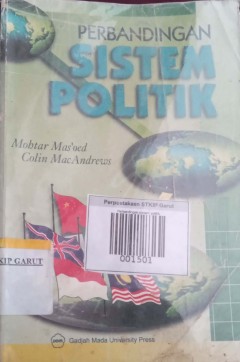 PERBANDINGAN
SISTEM
POLITIK
Mohtar Mas'oed
Colin MacAndrews
Perpustakaan STKIP Garut
001501
KIP GARUT
Gadjah Mada University Press